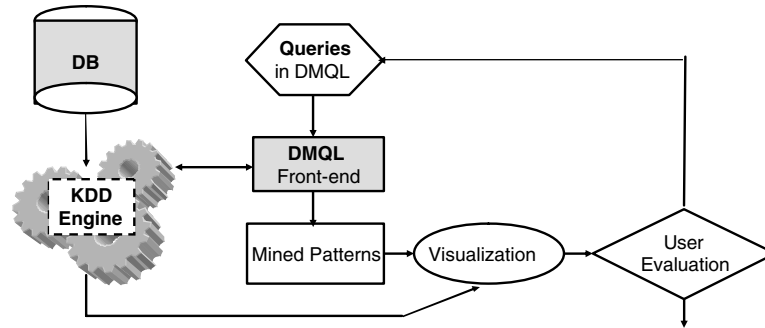 DB
Queries
in DMQL
DMQL
Front-end
KDD
Engine
Mined Patterns
Visualization
User
Evaluation